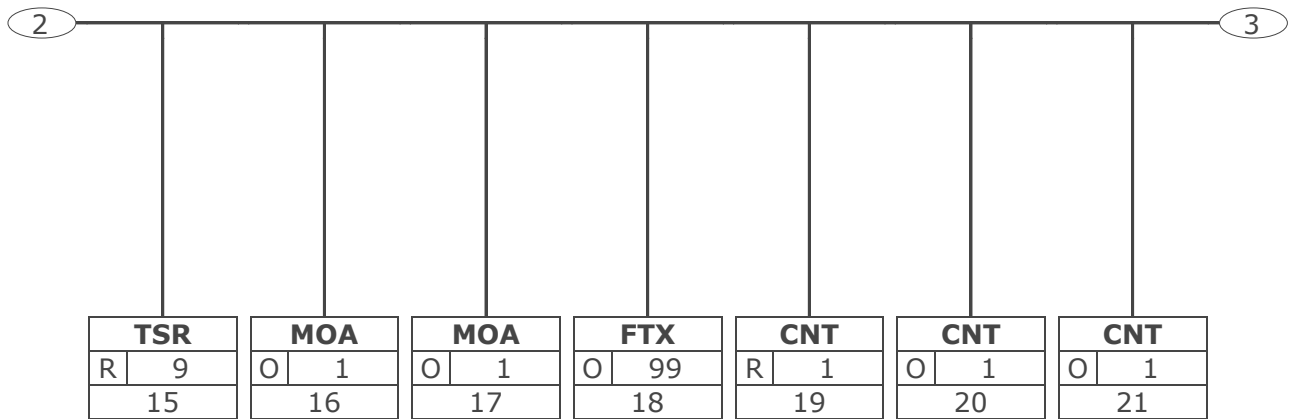 2 3
TSR MOA MOA FTX CNT CNT CNT
R 9 O 1 O 1 O 99 R 1 O 1 O 1
15 16 17 18 19 20 21